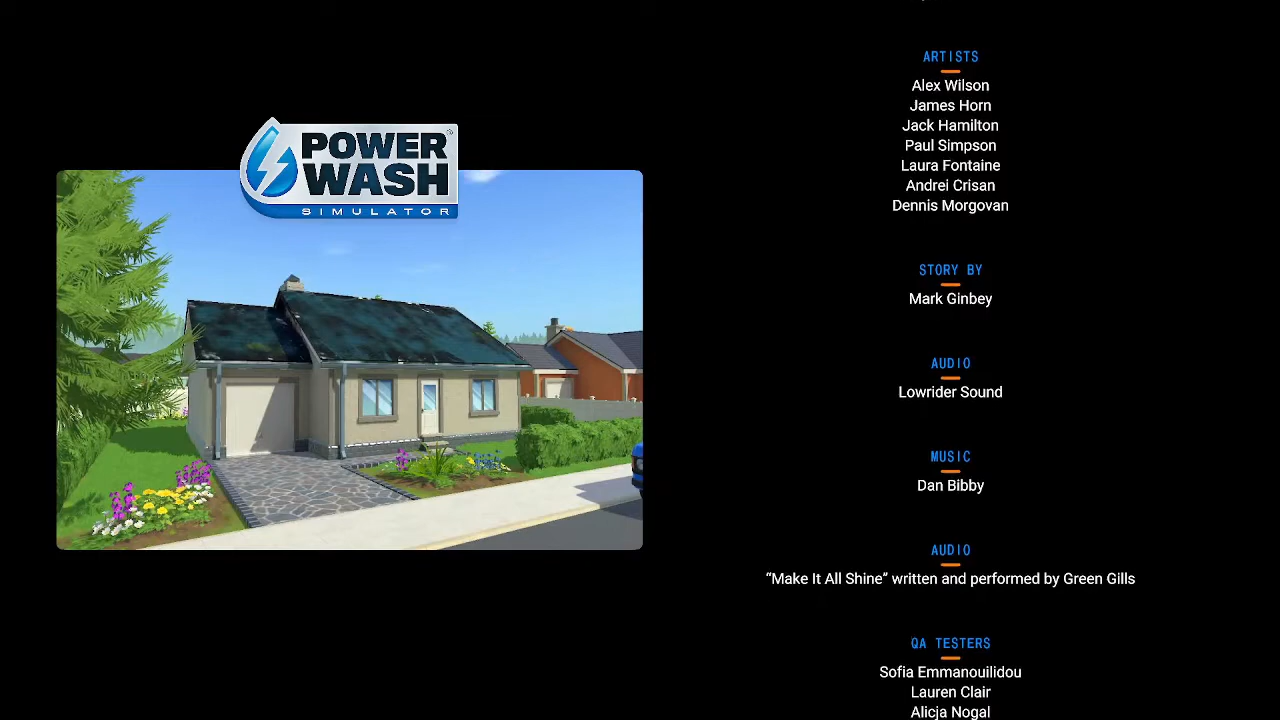 POWER
WASH
SIMULATOR
ARTISTS
Alex Wilson
James Horn
Jack Hamilton
Paul Simpson
Laura Fontaine
Andrei Crisan
Dennis Morgovan
STORY BY
Mark Ginbey
AUDIO
Lowrider Sound
MUSIC
Dan Bibby
AUDIO
“Make It All Shine” written and performed by Green Gills
QA TESTERS
Sofia Emmanouilidou
Lauren Clair
Alicja Nogal